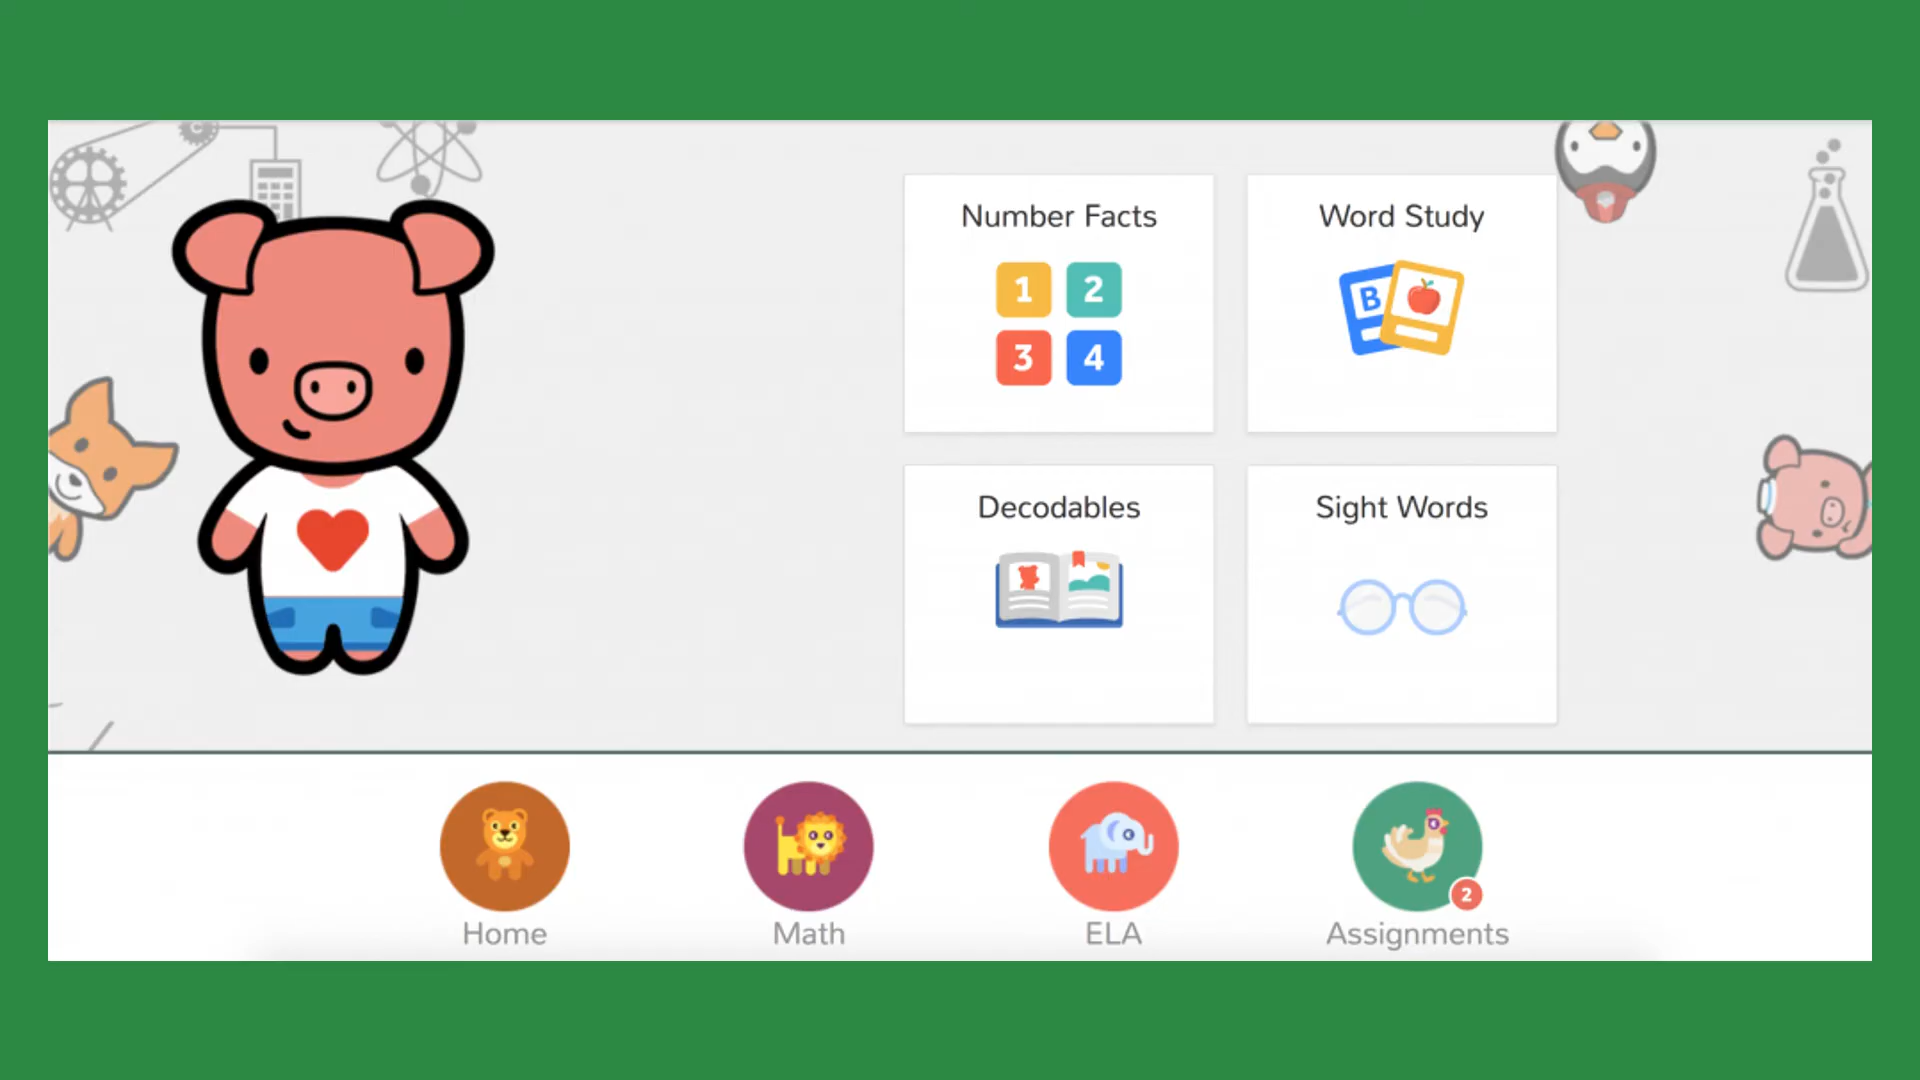 Number Facts
1 2
3 4
Word Study
B
Decodables
Sight Words
Home
Math
ELA
Assignments
2